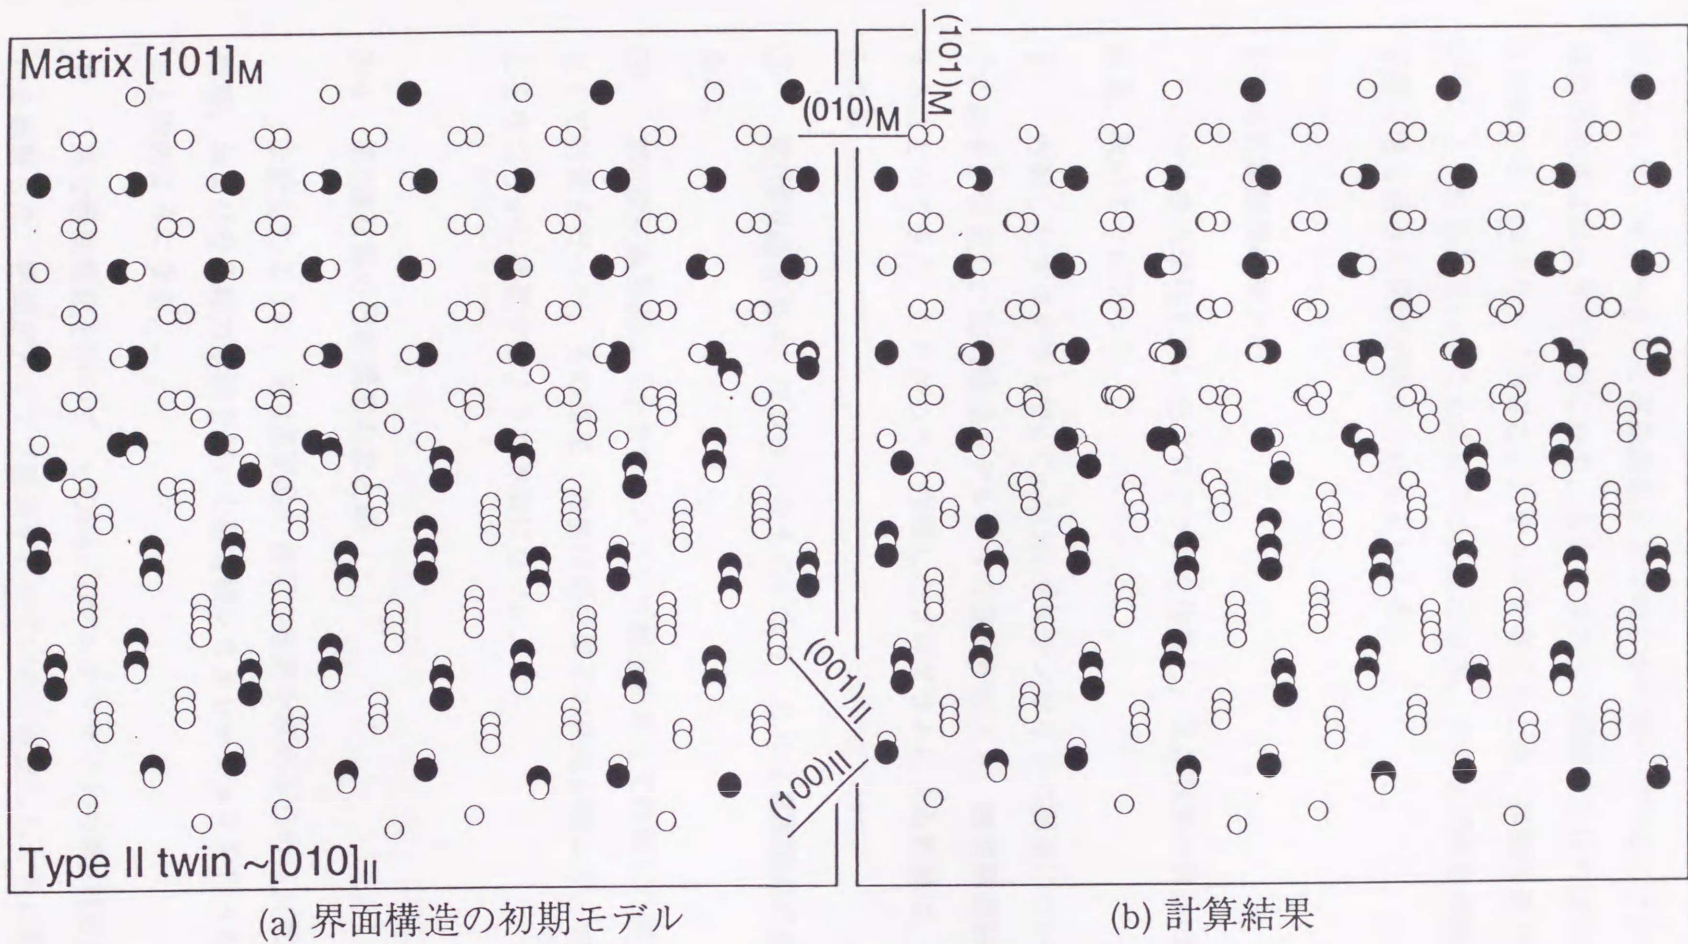 Matrix [101]M
(101)M
(010)M
(001)II
(100)II
Type II twin ~[010]II
(a) 界面構造の初期モデル
(b) 計算結果